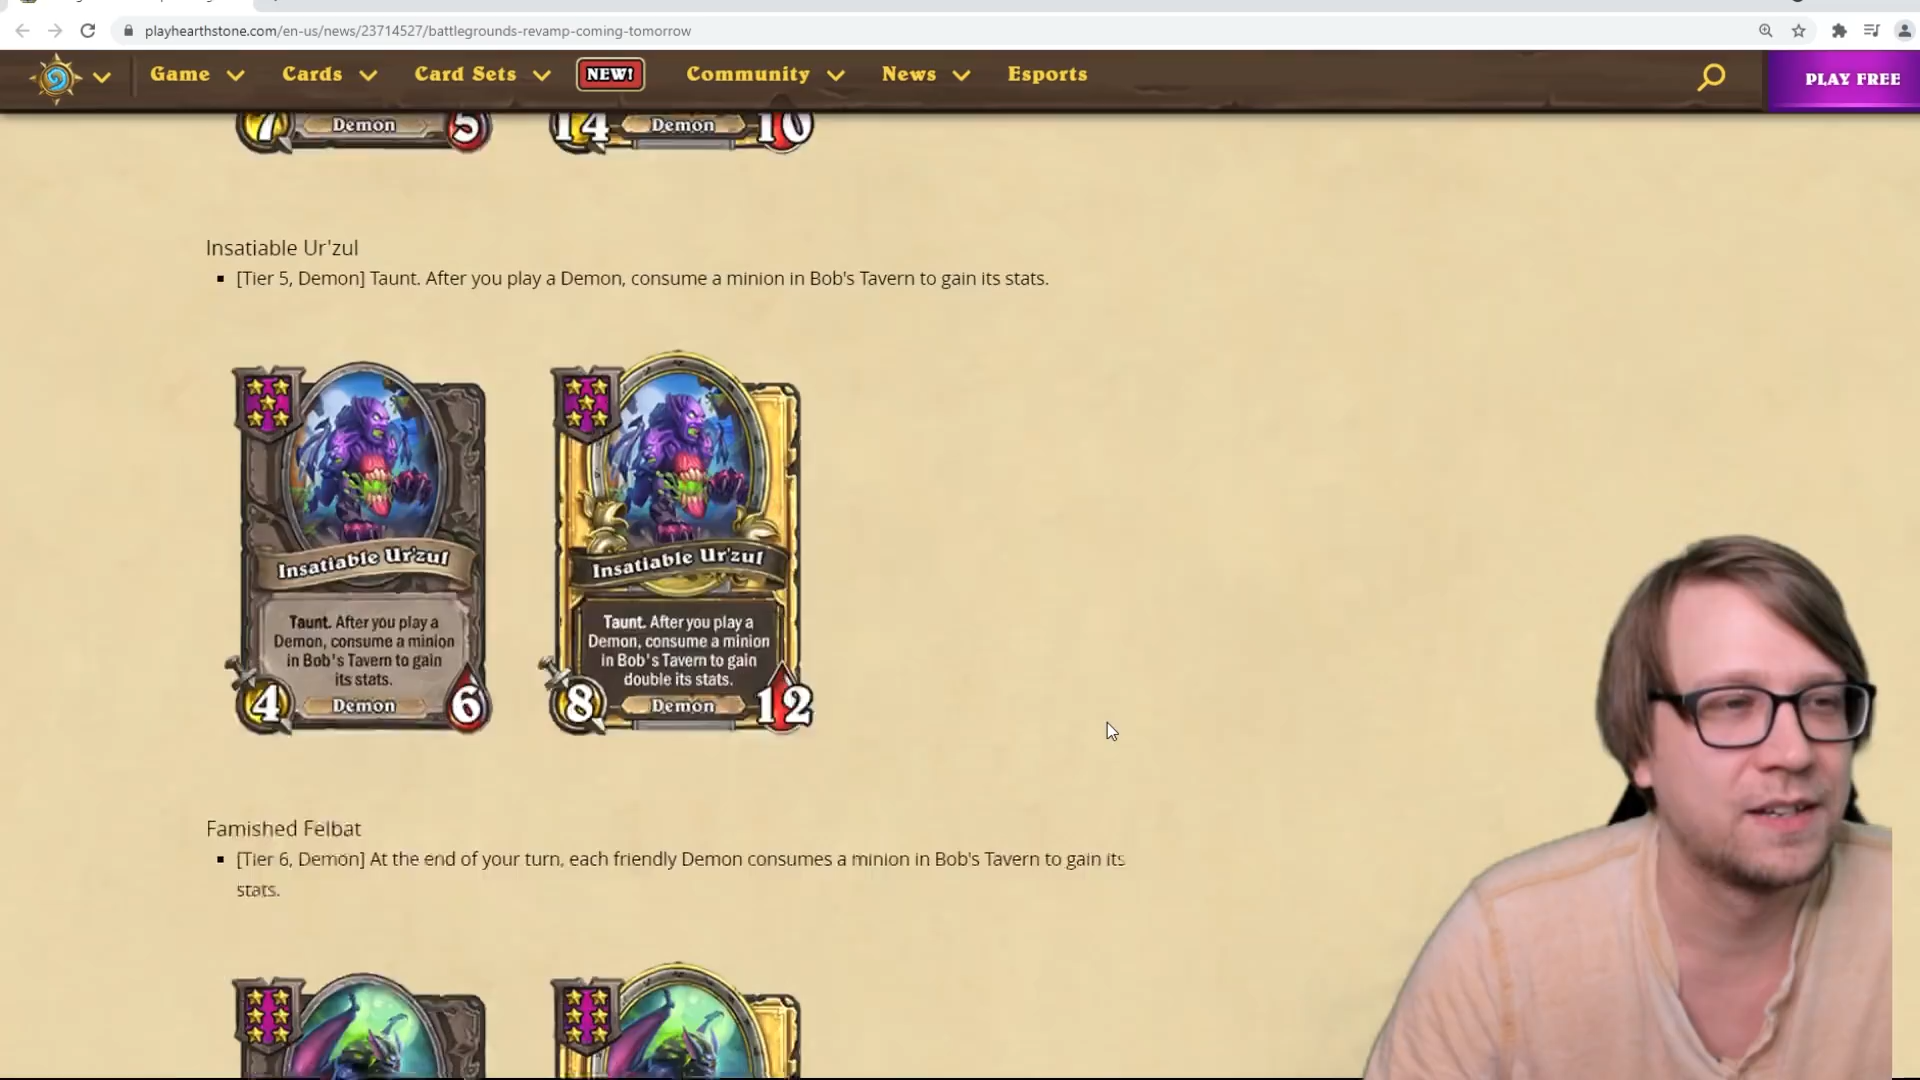 playhearthstone.com/en-us/news/23714527/battlegrounds-revamp-coming-tomorrow
Game Cards Card Sets NEW! Community News Esports PLAY FREE
7 Demon 5 14 Demon 10
Insatiable Ur'zul
▪ [Tier 5, Demon] Taunt. After you play a Demon, consume a minion in Bob's Tavern to gain its stats.
Insatiable Ur'zul
Taunt. After you play a
Demon, consume a minion
in Bob's Tavern to gain
its stats.
4 Demon 6
Insatiable Ur'zul
Taunt. After you play a
Demon, consume a minion
in Bob's Tavern to gain
double its stats.
8 Demon 12
Famished Felbat
▪ [Tier 6, Demon] At the end of your turn, each friendly Demon consumes a minion in Bob's Tavern to gain its
stats.